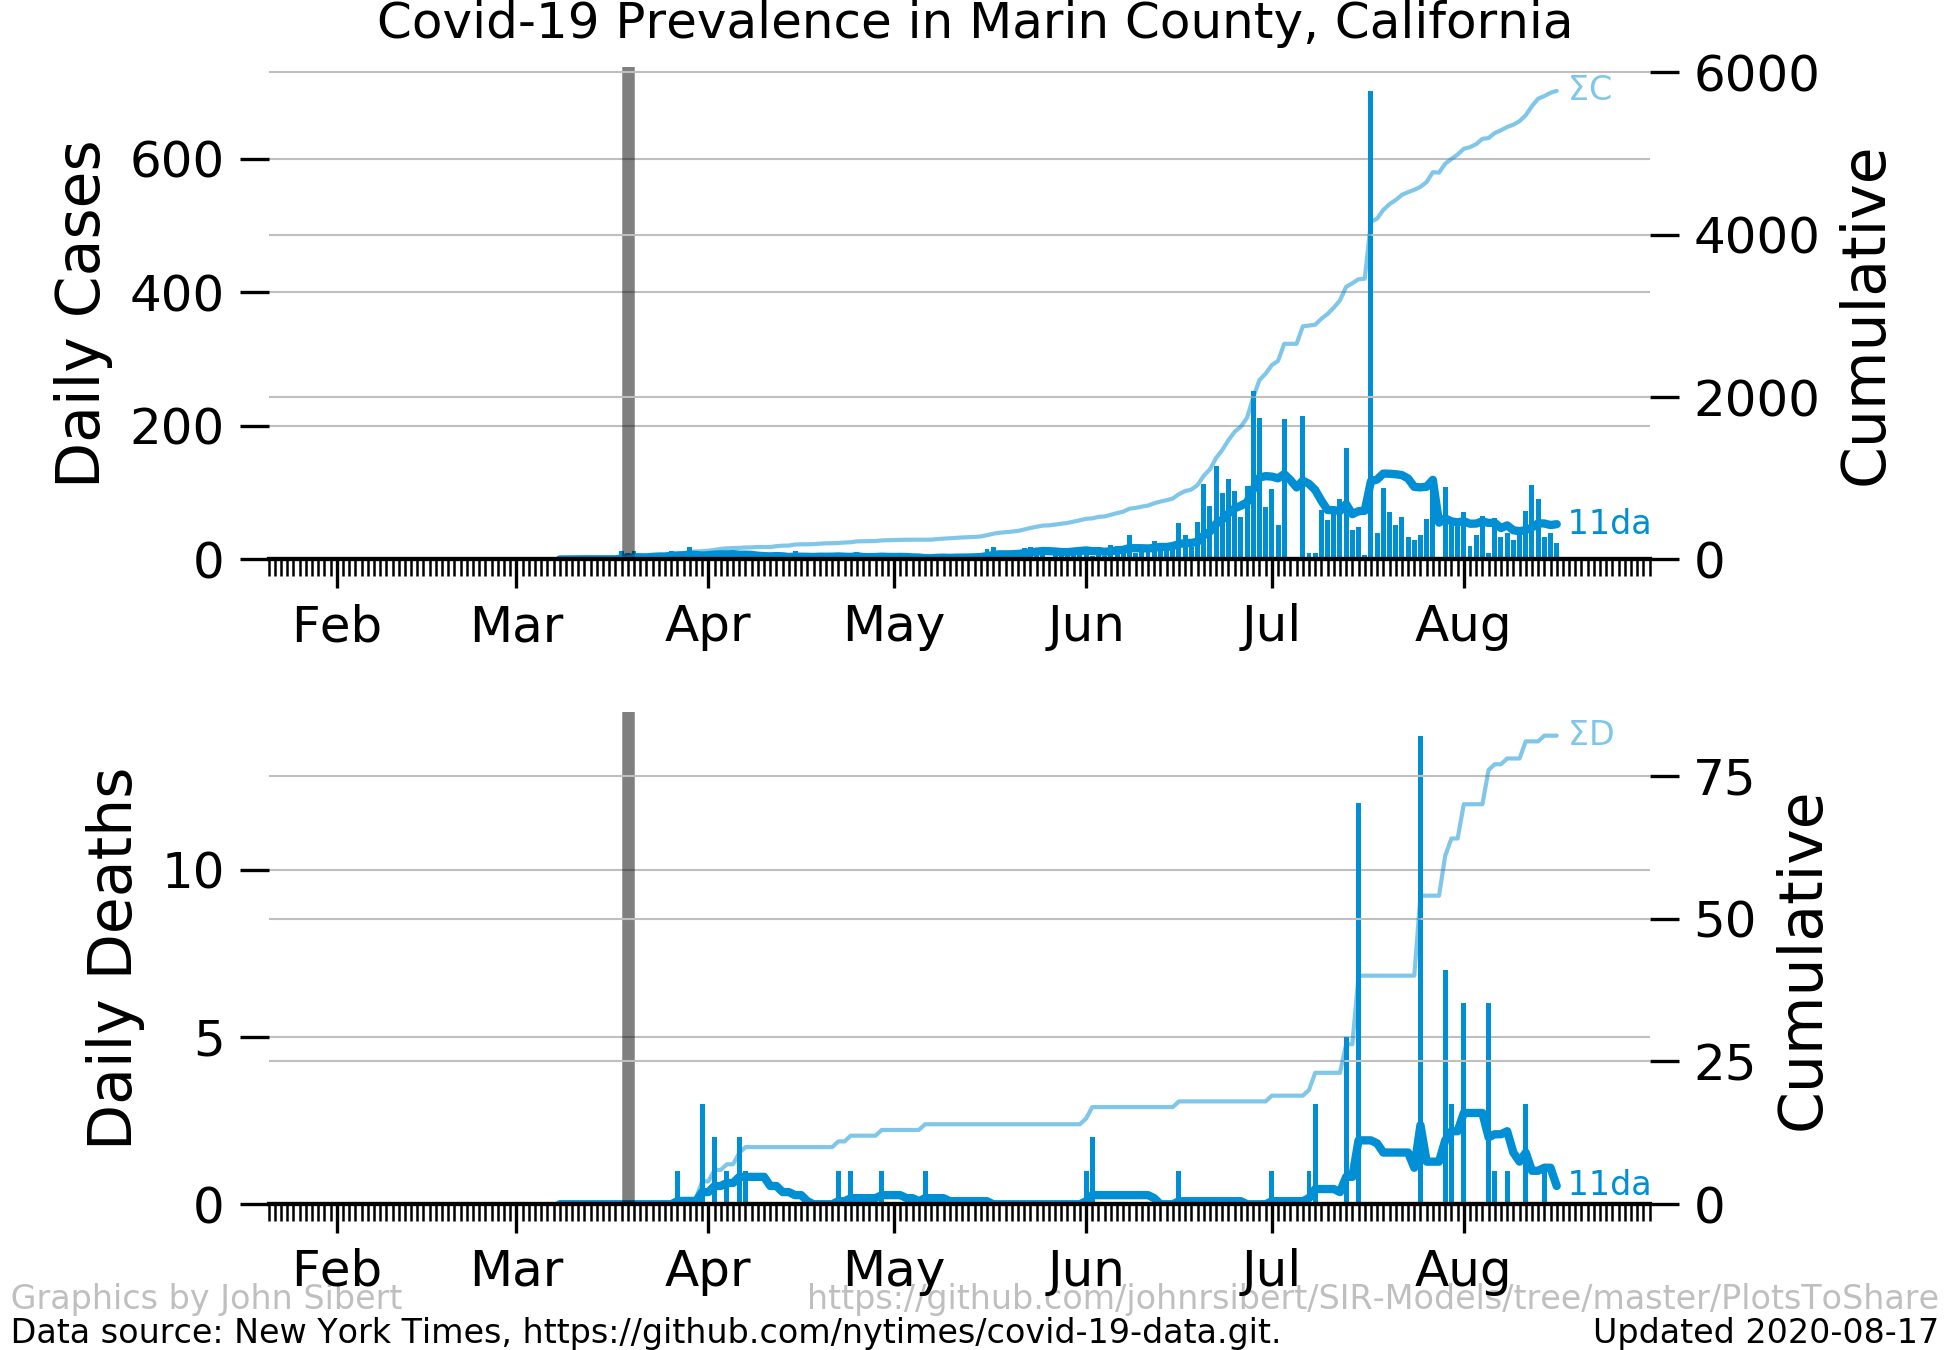 Covid-19 Prevalence in Marin County, California
Daily Cases
600
400
200
0
6000
4000
2000
0
Cumulative
ΣC
11da
Feb Mar Apr May Jun Jul Aug
Daily Deaths
10
5
0
75
50
25
0
Cumulative
ΣD
11da
Feb Mar Apr May Jun Jul Aug
Graphics by John Sibert https://github.com/johnrsibert/SIR-Models/tree/master/PlotsToShare
Data source: New York Times, https://github.com/nytimes/covid-19-data.git. Updated 2020-08-17